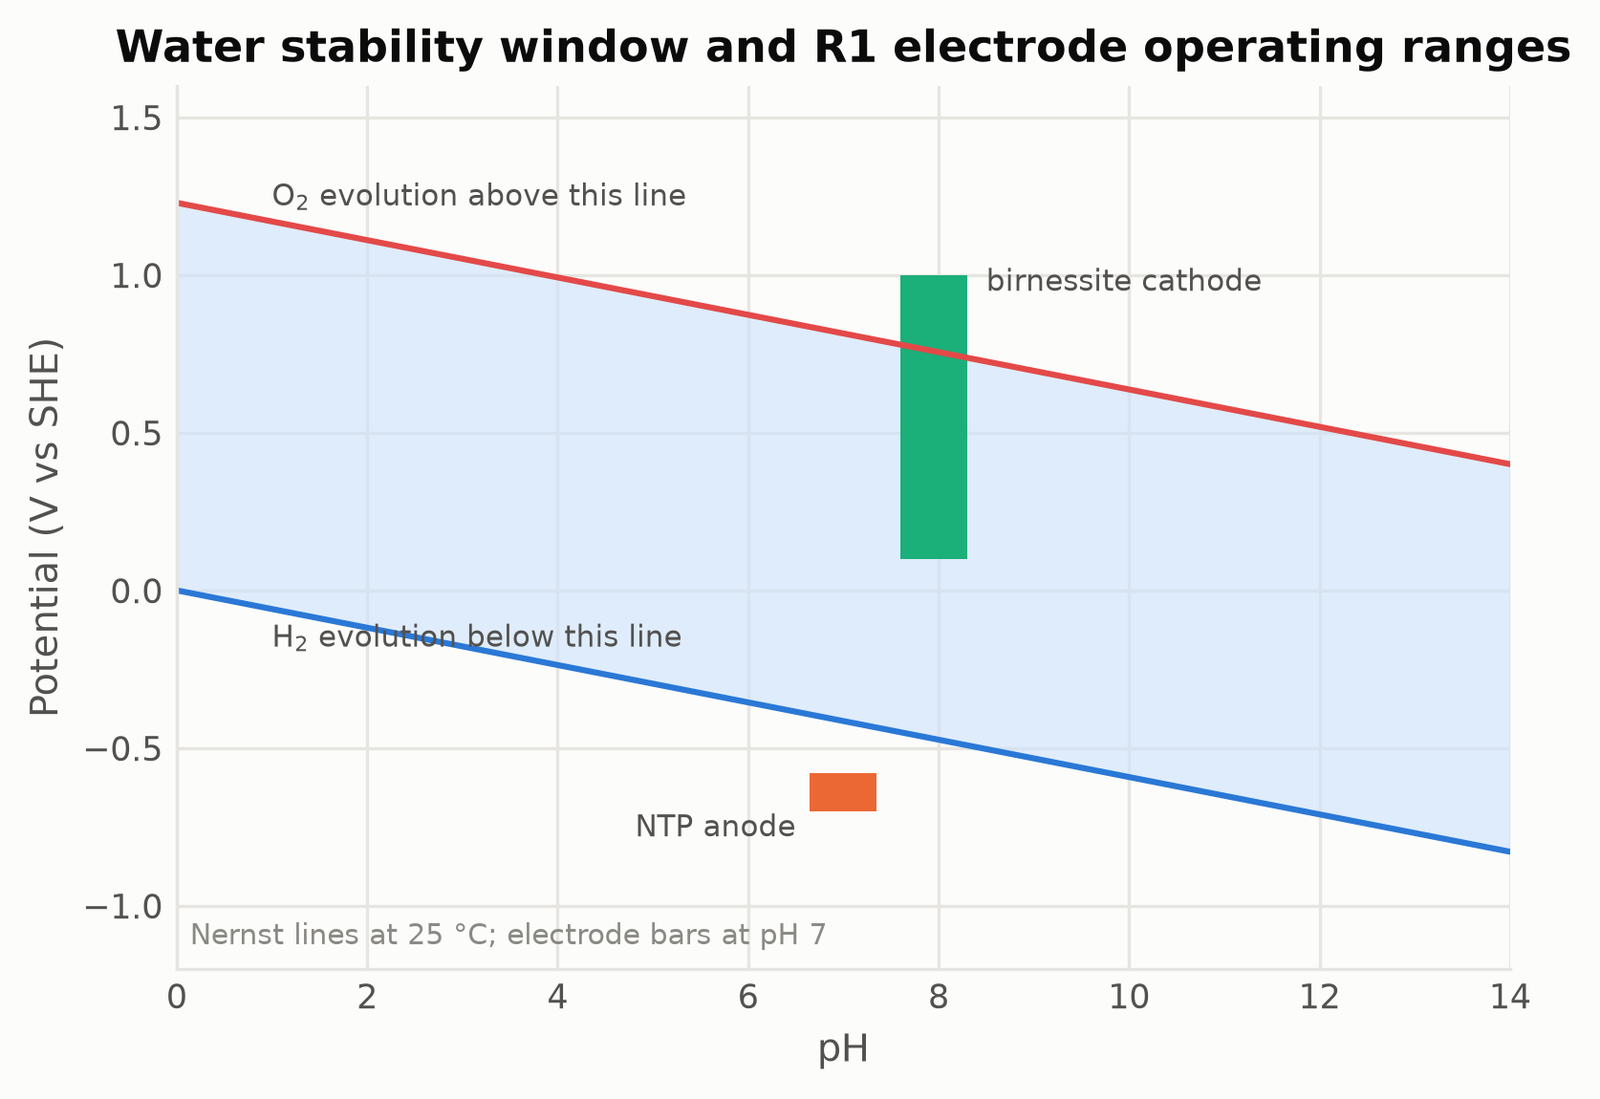 Water stability window and R1 electrode operating ranges
1.5
O₂ evolution above this line
1.0
birnessite cathode
0.5
Potential (V vs SHE)
0.0
H₂ evolution below this line
−0.5
NTP anode
−1.0
Nernst lines at 25 °C; electrode bars at pH 7
0 2 4 6 8 10 12 14
pH